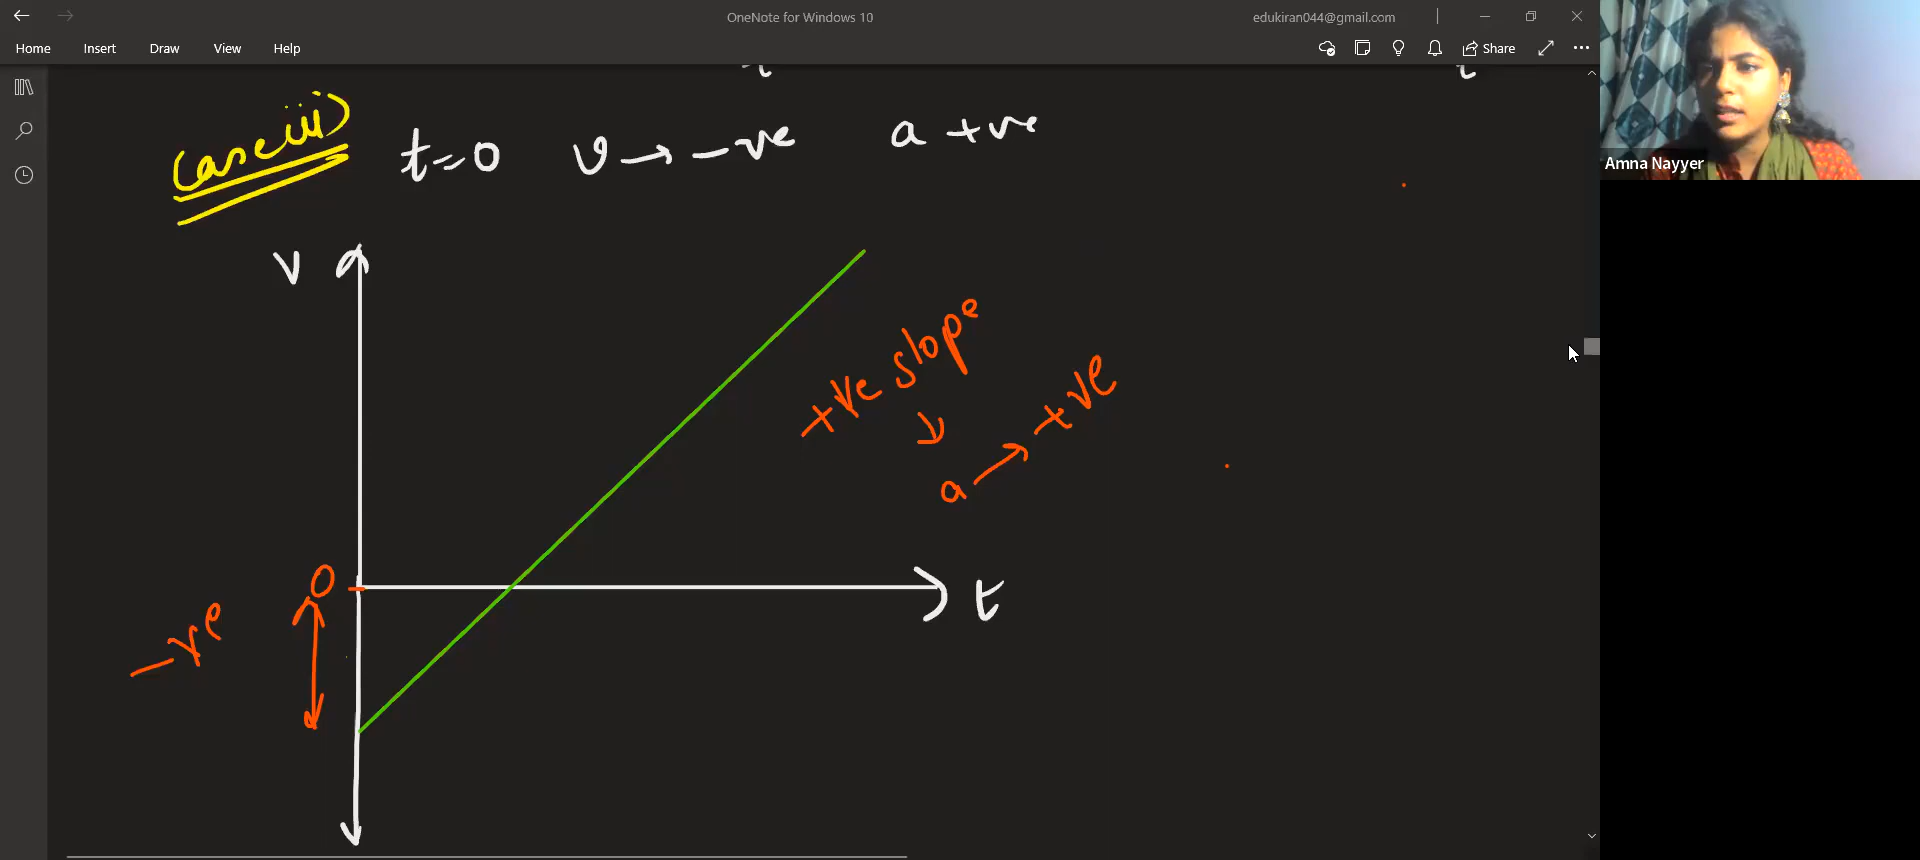 OneNote for Windows 10
edukiran044@gmail.com
Home Insert Draw View Help
Share
t t
Case iii)
t=0 v → -ve a +ve
Amna Nayyer
v
+ve slope
a → +ve
0
t
-ve